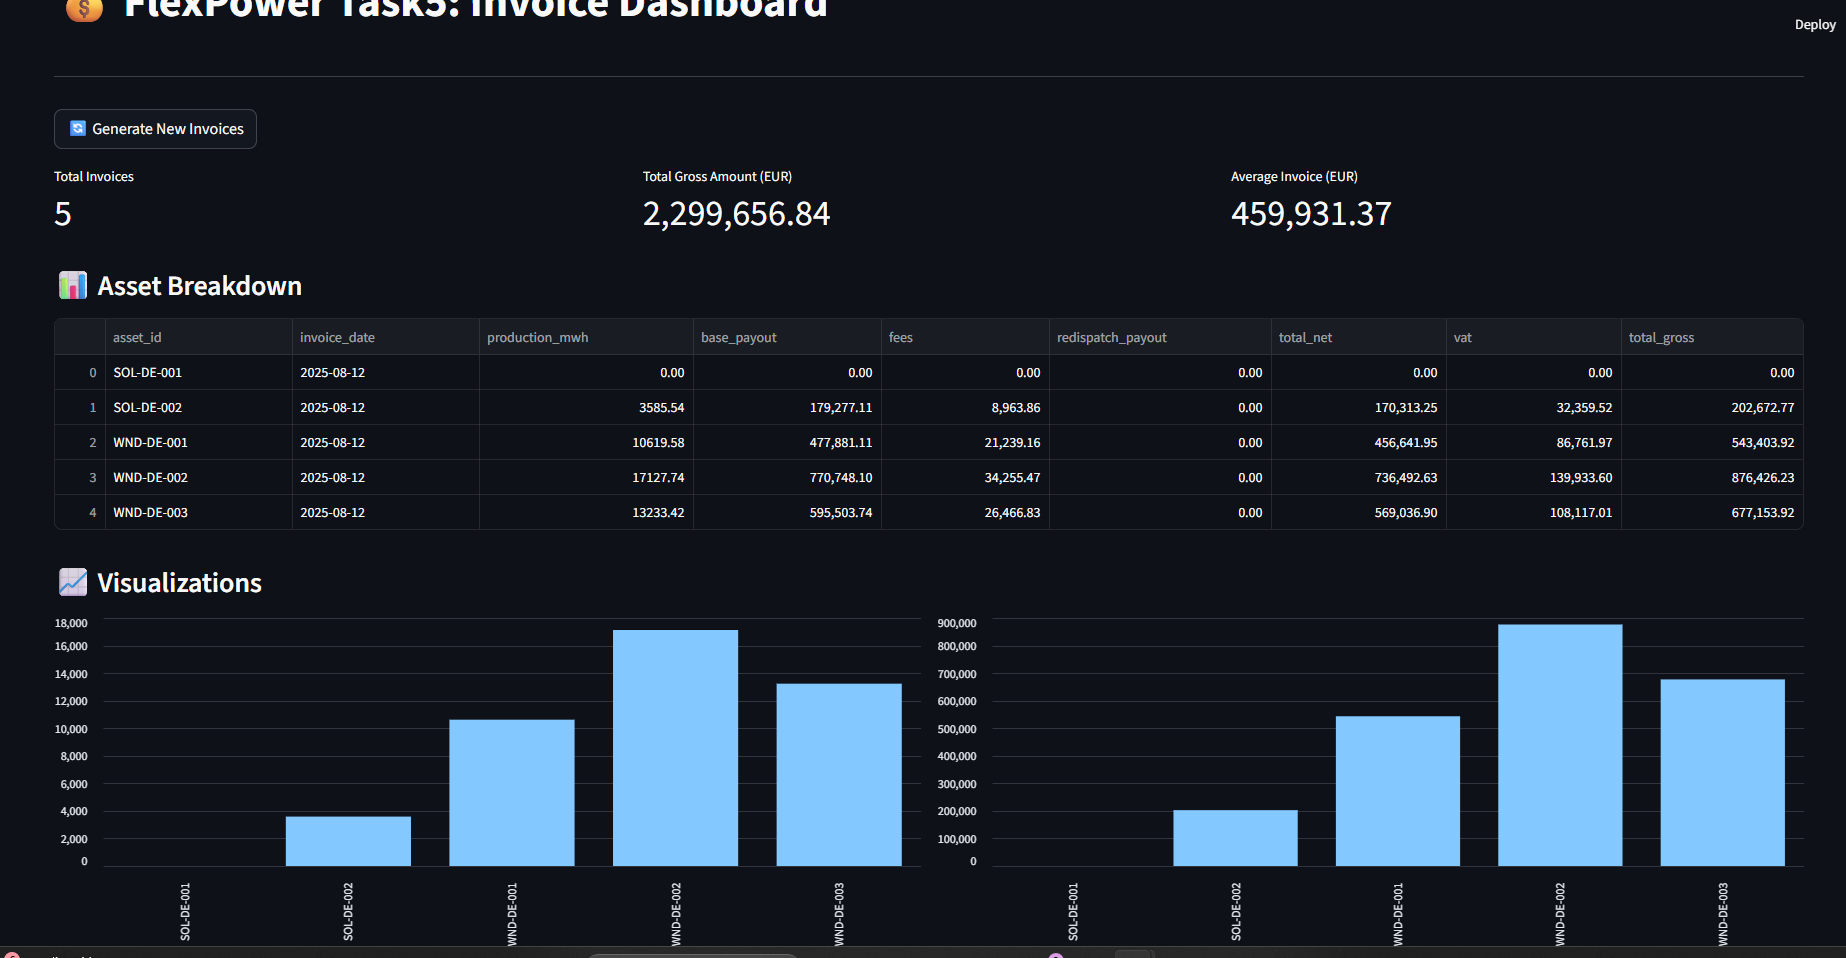 FlexPower Task5: Invoice Dashboard
Deploy
Generate New Invoices
Total Invoices
5
Total Gross Amount (EUR)
2,299,656.84
Average Invoice (EUR)
459,931.37
Asset Breakdown
asset_id invoice_date production_mwh base_payout fees redispatch_payout total_net vat total_gross
0 SOL-DE-001 2025-08-12 0.00 0.00 0.00 0.00 0.00 0.00 0.00
1 SOL-DE-002 2025-08-12 3585.54 179,277.11 8,963.86 0.00 170,313.25 32,359.52 202,672.77
2 WND-DE-001 2025-08-12 10619.58 477,881.11 21,239.16 0.00 456,641.95 86,761.97 543,403.92
3 WND-DE-002 2025-08-12 17127.74 770,748.10 34,255.47 0.00 736,492.63 139,933.60 876,426.23
4 WND-DE-003 2025-08-12 13233.42 595,503.74 26,466.83 0.00 569,036.90 108,117.01 677,153.92
Visualizations
18,000
16,000
14,000
12,000
10,000
8,000
6,000
4,000
2,000
0
SOL-DE-001
SOL-DE-002
WND-DE-001
WND-DE-002
WND-DE-003
900,000
800,000
700,000
600,000
500,000
400,000
300,000
200,000
100,000
0
SOL-DE-001
SOL-DE-002
WND-DE-001
WND-DE-002
WND-DE-003